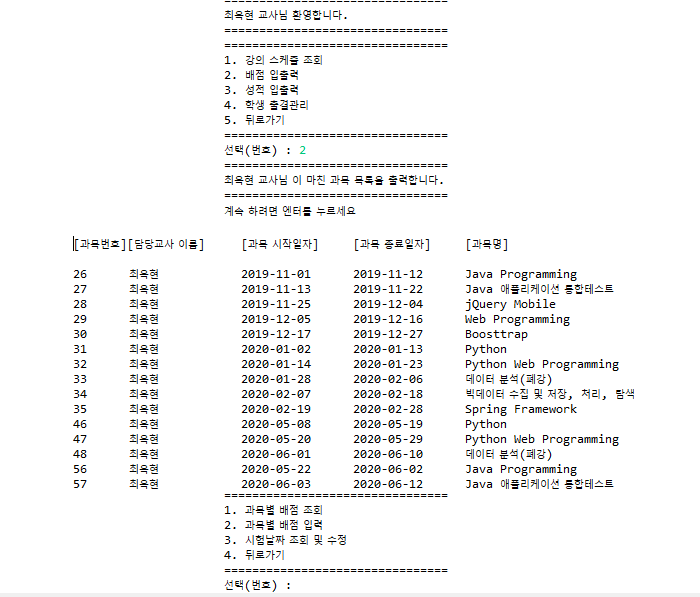 ================================
최욱현 교사님 환영합니다.
================================
================================
1. 강의 스케줄 조회
2. 배점 입출력
3. 성적 입출력
4. 학생 출결관리
5. 뒤로가기
================================
선택(번호) : 2
================================
최욱현 교사님 이 마친 과목 목록을 출력합니다.
================================
계속 하려면 엔터를 누르세요
[과목번호][담당교사 이름] [과목 시작일자] [과목 종료일자] [과목명]
26 최욱현 2019-11-01 2019-11-12 Java Programming
27 최욱현 2019-11-13 2019-11-22 Java 애플리케이션 통합테스트
28 최욱현 2019-11-25 2019-12-04 jQuery Mobile
29 최욱현 2019-12-05 2019-12-16 Web Programming
30 최욱현 2019-12-17 2019-12-27 Boosttrap
31 최욱현 2020-01-02 2020-01-13 Python
32 최욱현 2020-01-14 2020-01-23 Python Web Programming
33 최욱현 2020-01-28 2020-02-06 데이터 분석(폐강)
34 최욱현 2020-02-07 2020-02-18 빅데이터 수집 및 저장, 처리, 탐색
35 최욱현 2020-02-19 2020-02-28 Spring Framework
46 최욱현 2020-05-08 2020-05-19 Python
47 최욱현 2020-05-20 2020-05-29 Python Web Programming
48 최욱현 2020-06-01 2020-06-10 데이터 분석(폐강)
56 최욱현 2020-05-22 2020-06-02 Java Programming
57 최욱현 2020-06-03 2020-06-12 Java 애플리케이션 통합테스트
================================
1. 과목별 배점 조회
2. 과목별 배점 입력
3. 시험날짜 조회 및 수정
4. 뒤로가기
================================
선택(번호) :